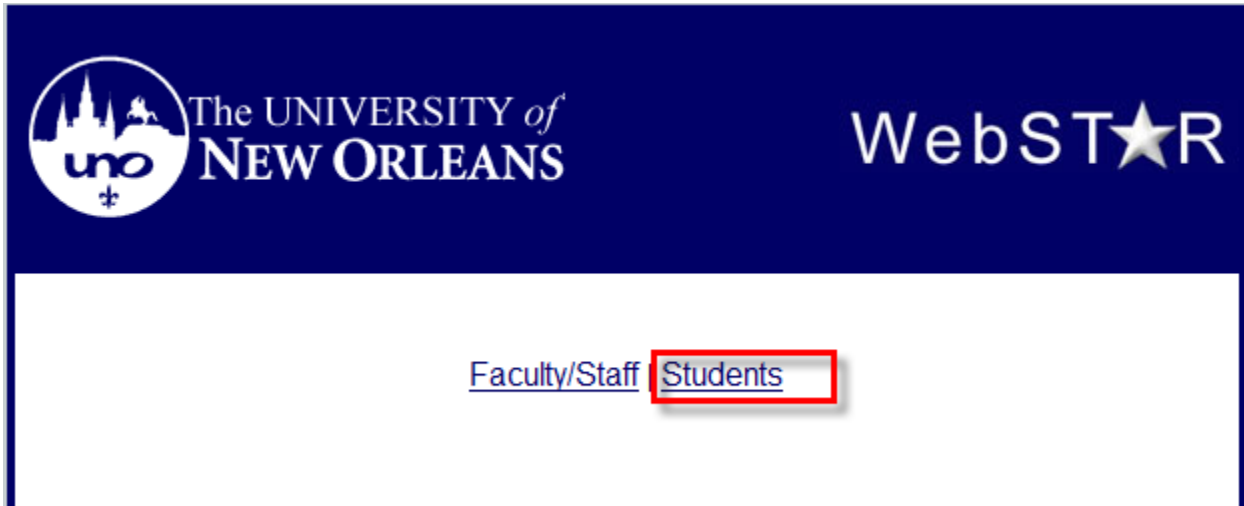 uno
The UNIVERSITY of
NEW ORLEANS
WebSTAR
Faculty/Staff | Students